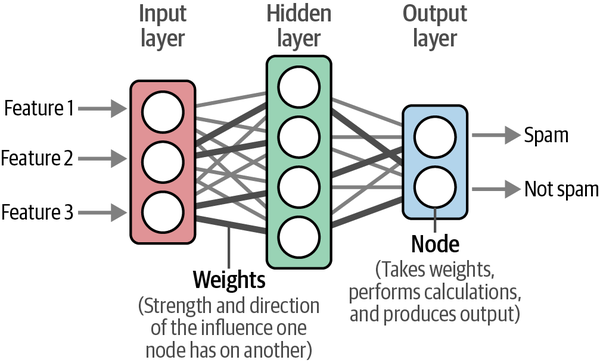 Input
layer
Hidden
layer
Output
layer
Feature 1
Feature 2
Feature 3
Spam
Not spam
Weights
(Strength and direction
of the influence one
node has on another)
Node
(Takes weights,
performs calculations,
and produces output)